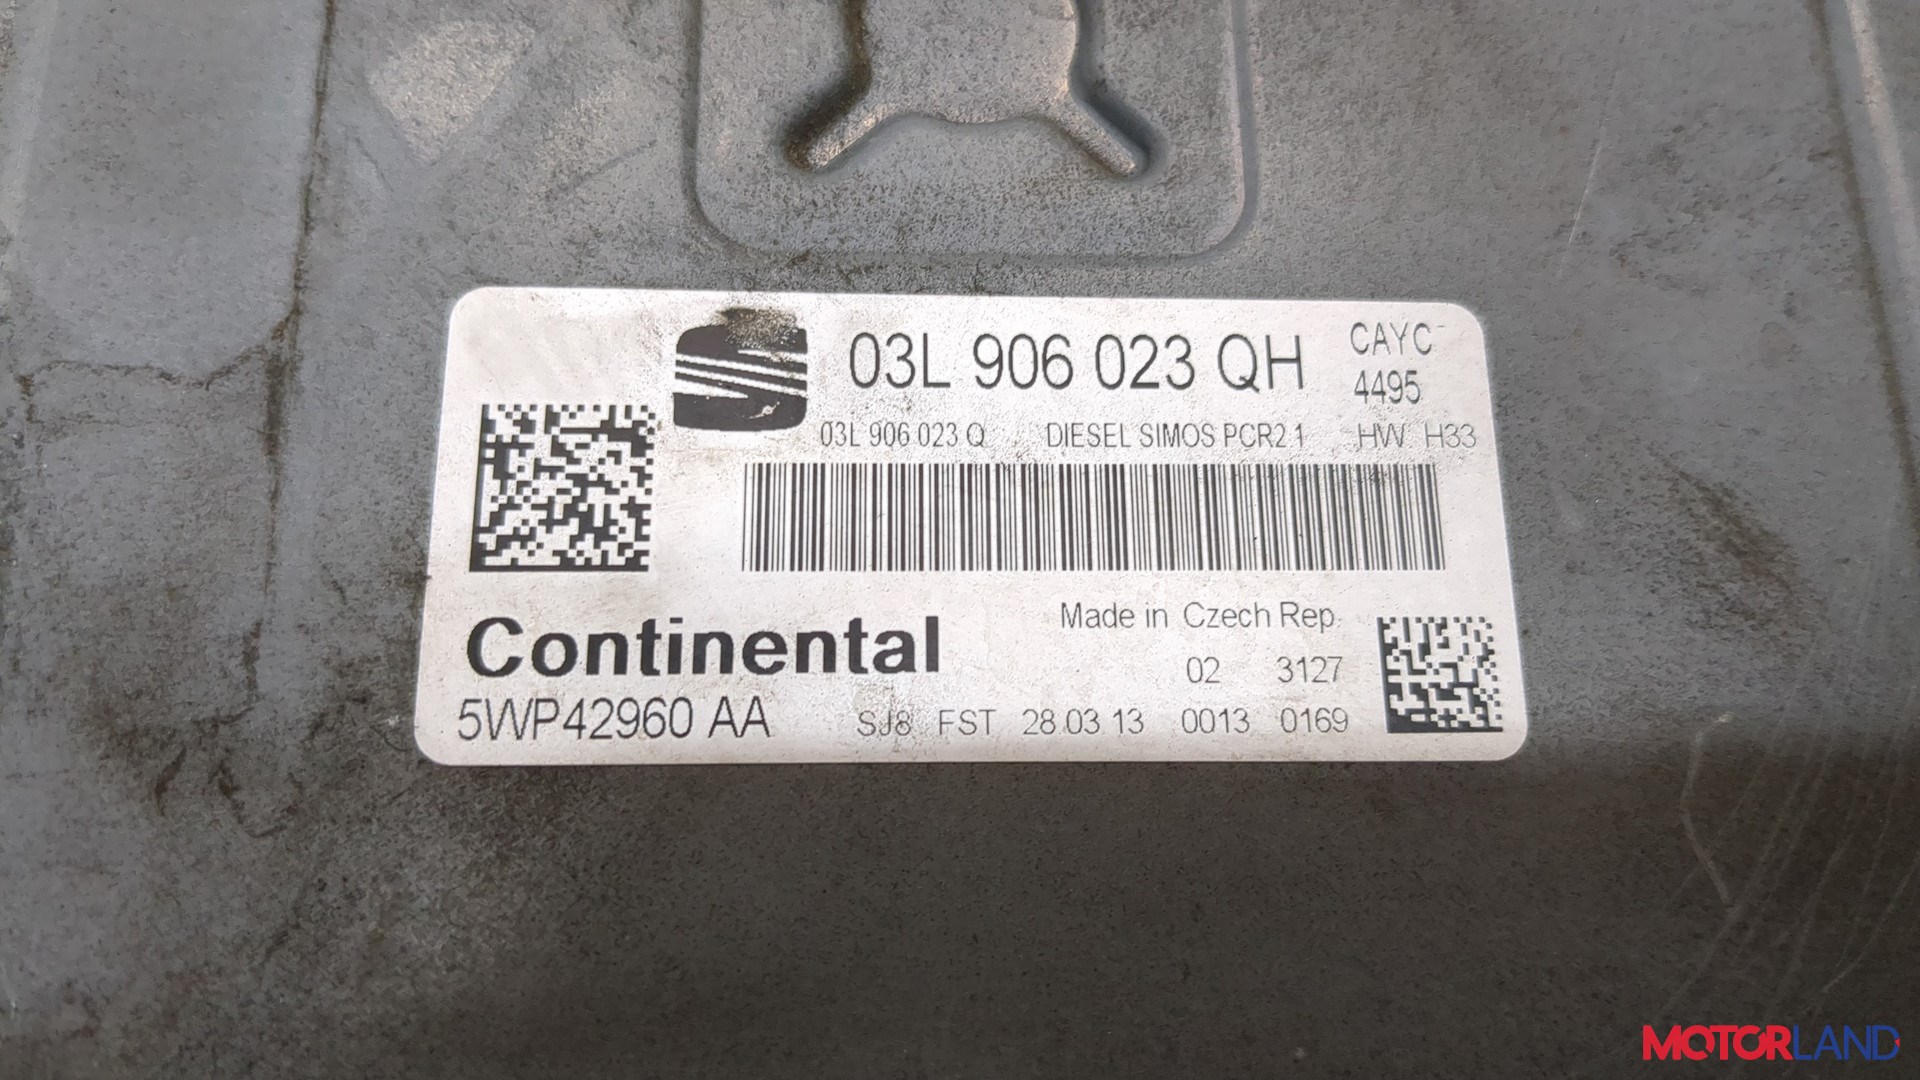 03L 906 023 QH CAYC
4495
03L 906 023 Q DIESEL SIMOS PCR2 1 HW H33
Made in Czech Rep.
Continental
02 3127
5WP42960 AA SJ8 FST 28 03 13 0013 0169
MOTORLAND